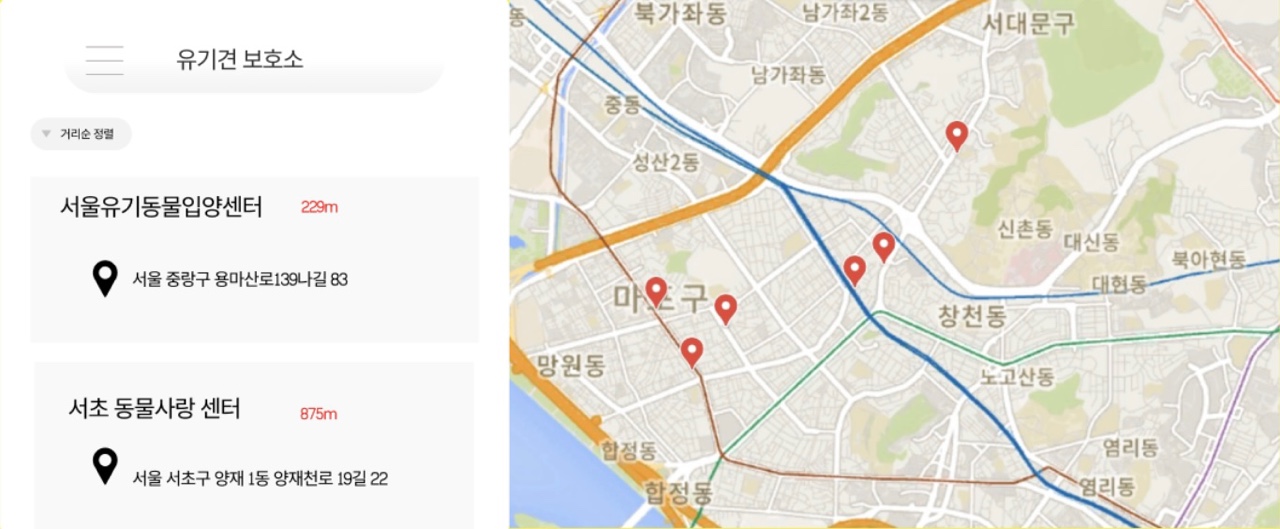 유기견 보호소
거리순 정렬
서울유기동물입양센터 229m
서울 중랑구 용마산로139나길 83
서초 동물사랑 센터 875m
서울 서초구 양재 1동 양재천로 19길 22
북가좌동
남가좌2동
서대문구
남가좌동
중동
성산2동
신촌동
대신동
북아현동
대현동
창천동
망원동
노고산동
합정동
염리동
합정동
염리동